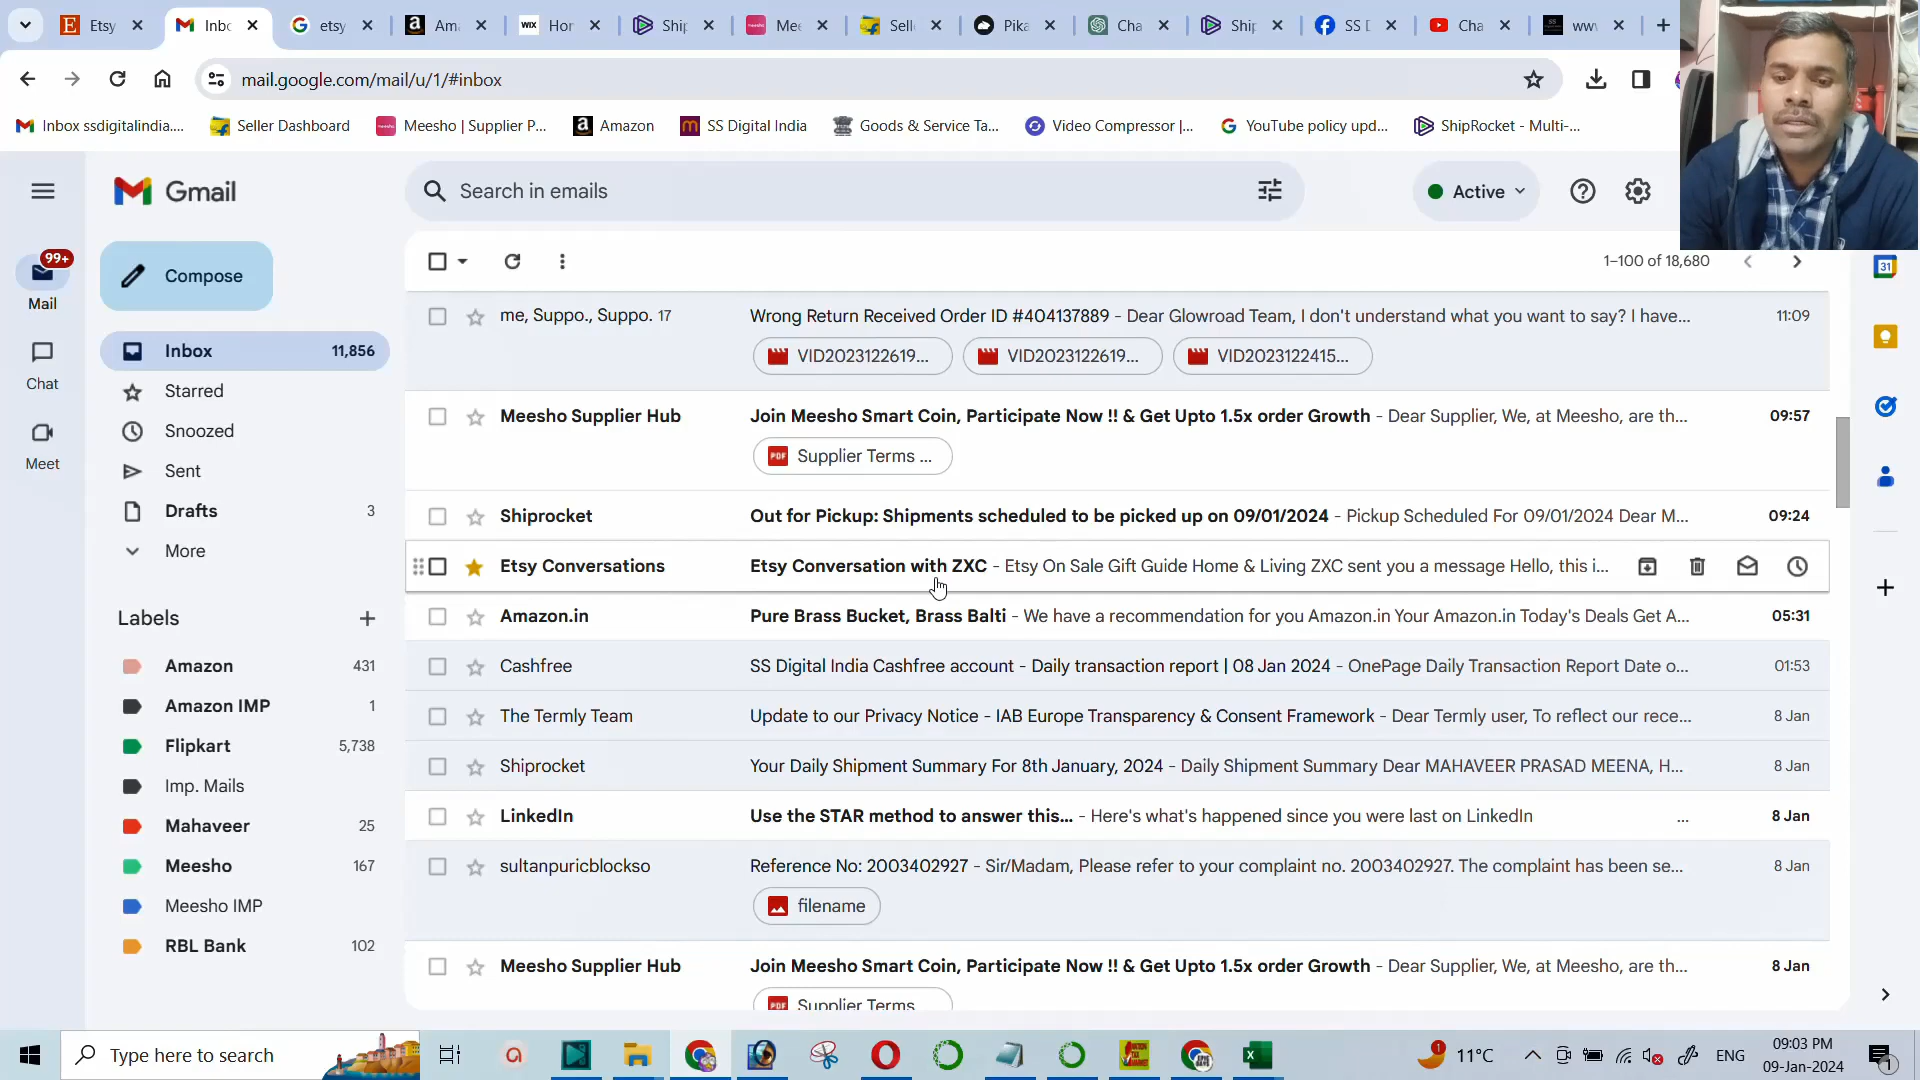 Etsy
Inbo
etsy
Am
WIX Hor
Ship
Mee
Sell
Pika
Cha
Ship
SS D
Cha
ww
mail.google.com/mail/u/1/#inbox
Inbox ssdigitalindia....
Seller Dashboard
Meesho | Supplier P...
Amazon
SS Digital India
Goods & Service Ta...
Video Compressor |...
YouTube policy upd...
ShipRocket - Multi-...
Gmail
Search in emails
Active
99+
Mail
Chat
Meet
Compose
Inbox 11,856
Starred
Snoozed
Sent
Drafts 3
More
Labels
Amazon 431
Amazon IMP 1
Flipkart 5,738
Imp. Mails
Mahaveer 25
Meesho 167
Meesho IMP
RBL Bank 102
1–100 of 18,680
31
me, Suppo., Suppo. 17 Wrong Return Received Order ID #404137889 - Dear Glowroad Team, I don't understand what you want to say? I have... 11:09
VID2023122619... VID2023122619... VID2023122415...
Meesho Supplier Hub Join Meesho Smart Coin, Participate Now !! & Get Upto 1.5x order Growth - Dear Supplier, We, at Meesho, are th... 09:57
PDF Supplier Terms ...
Shiprocket Out for Pickup: Shipments scheduled to be picked up on 09/01/2024 - Pickup Scheduled For 09/01/2024 Dear M... 09:24
Etsy Conversations Etsy Conversation with ZXC - Etsy On Sale Gift Guide Home & Living ZXC sent you a message Hello, this i...
Amazon.in Pure Brass Bucket, Brass Balti - We have a recommendation for you Amazon.in Your Amazon.in Today's Deals Get A... 05:31
Cashfree SS Digital India Cashfree account - Daily transaction report | 08 Jan 2024 - OnePage Daily Transaction Report Date o... 01:53
The Termly Team Update to our Privacy Notice - IAB Europe Transparency & Consent Framework - Dear Termly user, To reflect our rece... 8 Jan
Shiprocket Your Daily Shipment Summary For 8th January, 2024 - Daily Shipment Summary Dear MAHAVEER PRASAD MEENA, H... 8 Jan
LinkedIn Use the STAR method to answer this... - Here's what's happened since you were last on LinkedIn ... 8 Jan
sultanpuricblockso Reference No: 2003402927 - Sir/Madam, Please refer to your complaint no. 2003402927. The complaint has been se... 8 Jan
filename
Meesho Supplier Hub Join Meesho Smart Coin, Participate Now !! & Get Upto 1.5x order Growth - Dear Supplier, We, at Meesho, are th... 8 Jan
PDF Supplier Terms
Type here to search
1
11°C
ENG
09:03 PM
09-Jan-2024
1